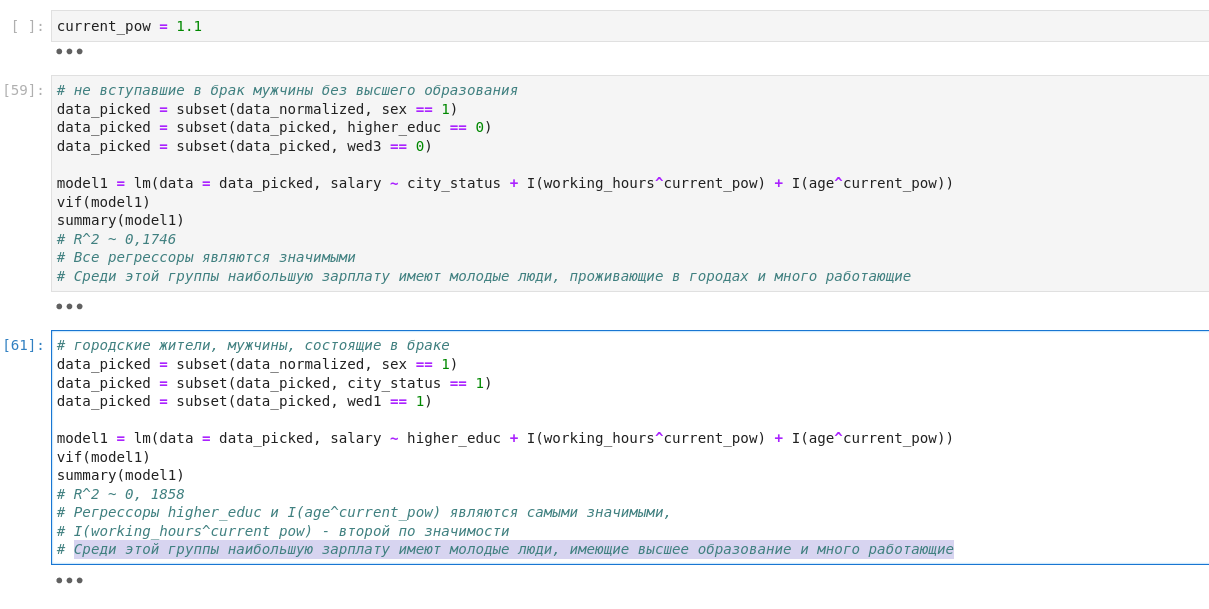 [ ]: current_pow = 1.1
•••
[59]: # не вступавшие в брак мужчины без высшего образования
data_picked = subset(data_normalized, sex == 1)
data_picked = subset(data_picked, higher_educ == 0)
data_picked = subset(data_picked, wed3 == 0)
model1 = lm(data = data_picked, salary ~ city_status + I(working_hours^current_pow) + I(age^current_pow))
vif(model1)
summary(model1)
# R^2 ~ 0,1746
# Все регрессоры являются значимыми
# Среди этой группы наибольшую зарплату имеют молодые люди, проживающие в городах и много работающие
•••
[61]: # городские жители, мужчины, состоящие в браке
data_picked = subset(data_normalized, sex == 1)
data_picked = subset(data_picked, city_status == 1)
data_picked = subset(data_picked, wed1 == 1)
model1 = lm(data = data_picked, salary ~ higher_educ + I(working_hours^current_pow) + I(age^current_pow))
vif(model1)
summary(model1)
# R^2 ~ 0, 1858
# Регрессоры higher_educ и I(age^current_pow) являются самыми значимыми,
# I(working_hours^current pow) - второй по значимости
# Среди этой группы наибольшую зарплату имеют молодые люди, имеющие высшее образование и много работающие
•••